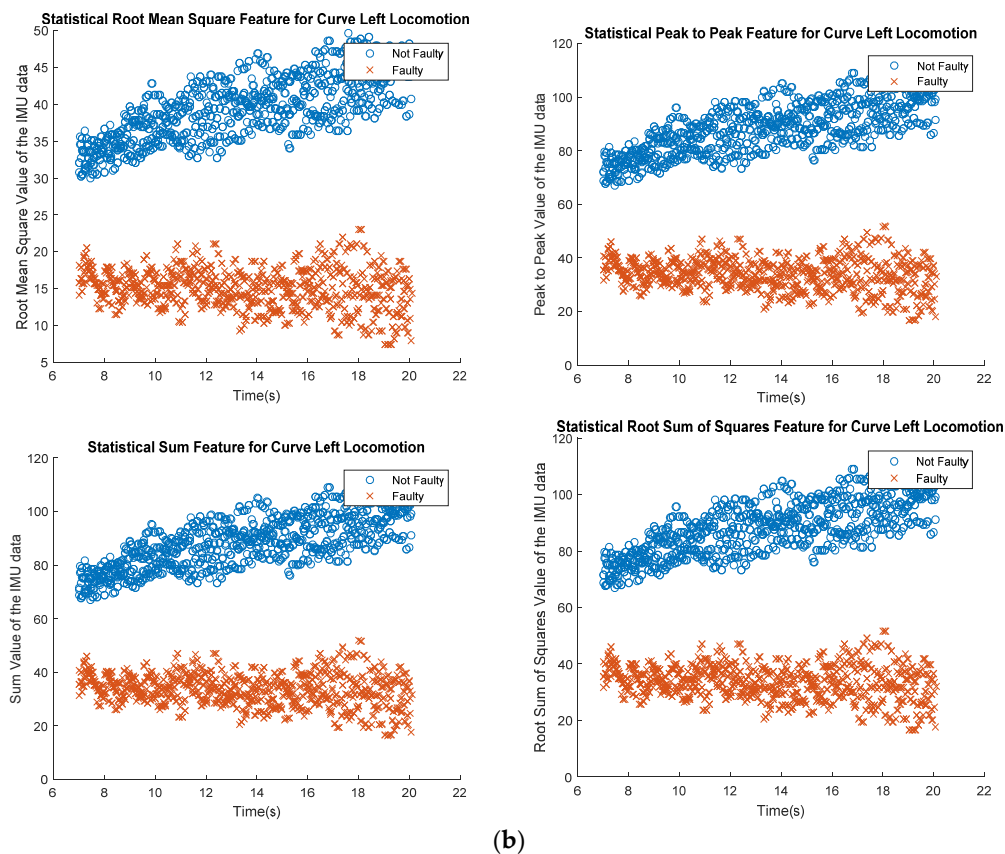 Statistical Root Mean Square Feature for Curve Left Locomotion
Root Mean Square Value of the IMU data
50
45
40
35
30
25
20
15
10
5
6 8 10 12 14 16 18 20 22
Time(s)
Not Faulty
Faulty
Statistical Peak to Peak Feature for Curve Left Locomotion
Peak to Peak Value of the IMU data
120
100
80
60
40
20
0
6 8 10 12 14 16 18 20 22
Time(s)
Not Faulty
Faulty
Statistical Sum Feature for Curve Left Locomotion
Sum Value of the IMU data
120
100
80
60
40
20
0
6 8 10 12 14 16 18 20 22
Time(s)
Not Faulty
Faulty
Statistical Root Sum of Squares Feature for Curve Left Locomotion
Root Sum of Squares Value of the IMU data
120
100
80
60
40
20
0
6 8 10 12 14 16 18 20 22
Time(s)
Not Faulty
Faulty
(b)